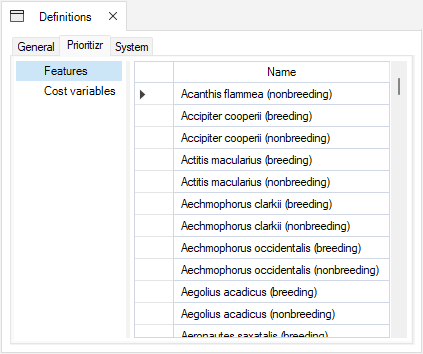 Definitions
General Prioritizr System
Features
Cost variables
Name
Acanthis flammea (nonbreeding)
Accipiter cooperii (breeding)
Accipiter cooperii (nonbreeding)
Actitis macularius (breeding)
Actitis macularius (nonbreeding)
Aechmophorus clarkii (breeding)
Aechmophorus clarkii (nonbreeding)
Aechmophorus occidentalis (breeding)
Aechmophorus occidentalis (nonbreeding)
Aegolius acadicus (breeding)
Aegolius acadicus (nonbreeding)
Aeronautes saxatalis (breeding)